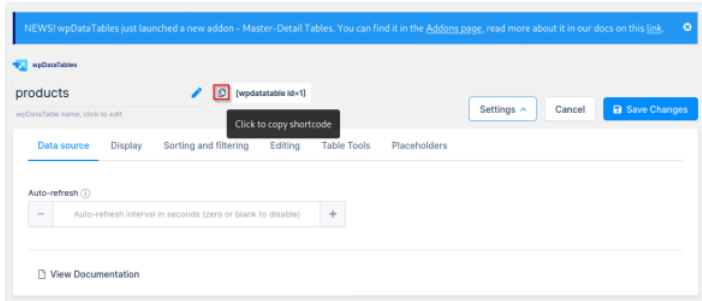 NEWS! wpDataTables just launched a new addon - Master-Detail Tables. You can find it in the Addons page, read more about it in our docs on this link.
wpDataTables
products
[wpdatatable id=1]
wpDataTable name, click to edit
Click to copy shortcode
Settings
Cancel
Save Changes
Data source
Display
Sorting and filtering
Editing
Table Tools
Placeholders
Auto-refresh
Auto-refresh interval in seconds (zero or blank to disable)
View Documentation